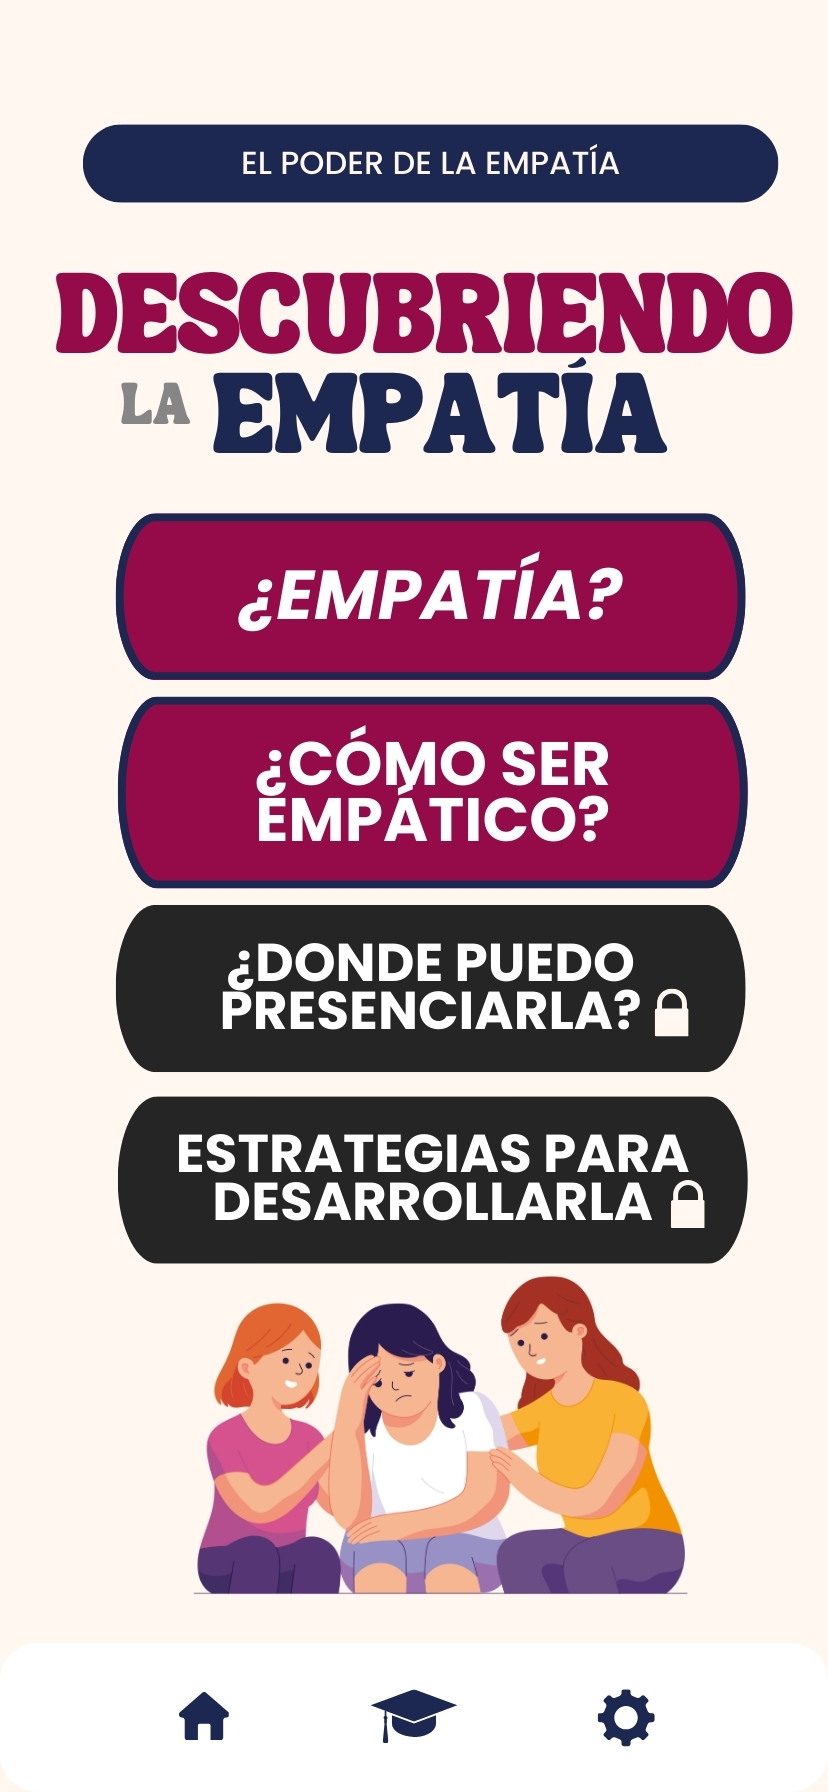 EL PODER DE LA EMPATÍA
DESCUBRIENDO
LA EMPATÍA
¿EMPATÍA?
¿CÓMO SER
EMPÁTICO?
¿DONDE PUEDO
PRESENCIARLA?
ESTRATEGIAS PARA
DESARROLLARLA